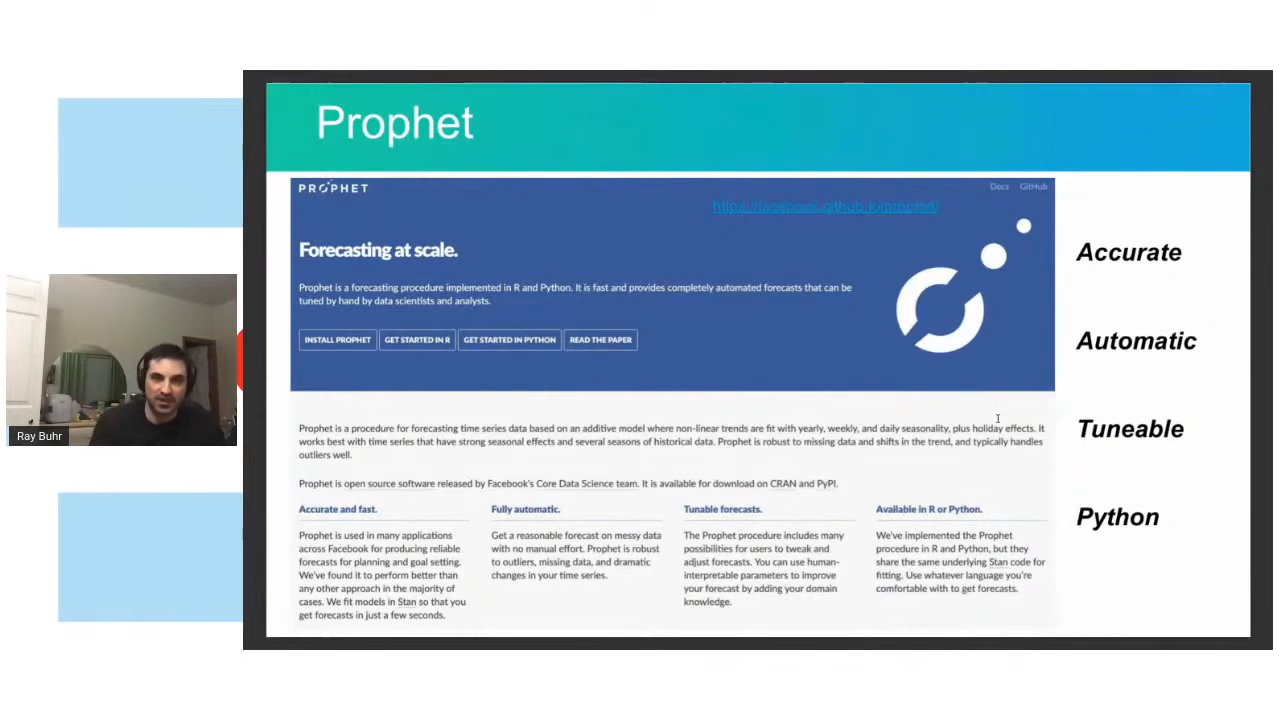 Prophet
PROPHET
Docs GitHub
https://facebook.github.io/prophet/
Forecasting at scale.
Prophet is a forecasting procedure implemented in R and Python. It is fast and provides completely automated forecasts that can be
tuned by hand by data scientists and analysts.
INSTALL PROPHET GET STARTED IN R GET STARTED IN PYTHON READ THE PAPER
Accurate
Automatic
Tuneable
Python
Ray Buhr
Prophet is a procedure for forecasting time series data based on an additive model where non-linear trends are fit with yearly, weekly, and daily seasonality, plus holiday effects. It
works best with time series that have strong seasonal effects and several seasons of historical data. Prophet is robust to missing data and shifts in the trend, and typically handles
outliers well.
Prophet is open source software released by Facebook's Core Data Science team. It is available for download on CRAN and PyPI.
Accurate and fast.
Prophet is used in many applications
across Facebook for producing reliable
forecasts for planning and goal setting.
We've found it to perform better than
any other approach in the majority of
cases. We fit models in Stan so that you
get forecasts in just a few seconds.
Fully automatic.
Get a reasonable forecast on messy data
with no manual effort. Prophet is robust
to outliers, missing data, and dramatic
changes in your time series.
Tunable forecasts.
The Prophet procedure includes many
possibilities for users to tweak and
adjust forecasts. You can use human-
interpretable parameters to improve
your forecast by adding your domain
knowledge.
Available in R or Python.
We've implemented the Prophet
procedure in R and Python, but they
share the same underlying Stan code for
fitting. Use whatever language you're
comfortable with to get forecasts.